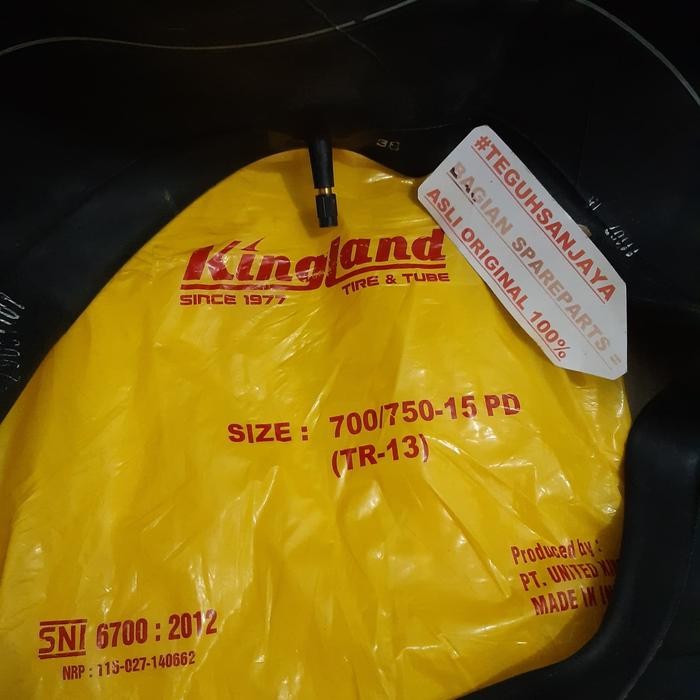 38
#TEGUHSANJAYA
BAGIAN SPAREPARTS =
ASLI ORIGINAL 100%
Kingland
SINCE 1977 TIRE & TUBE
SIZE : 700/750-15 PD
(TR-13)
Produced by :
PT. UNITED
MADE IN
SNI 6700 : 2012
NRP : 115-027-140662